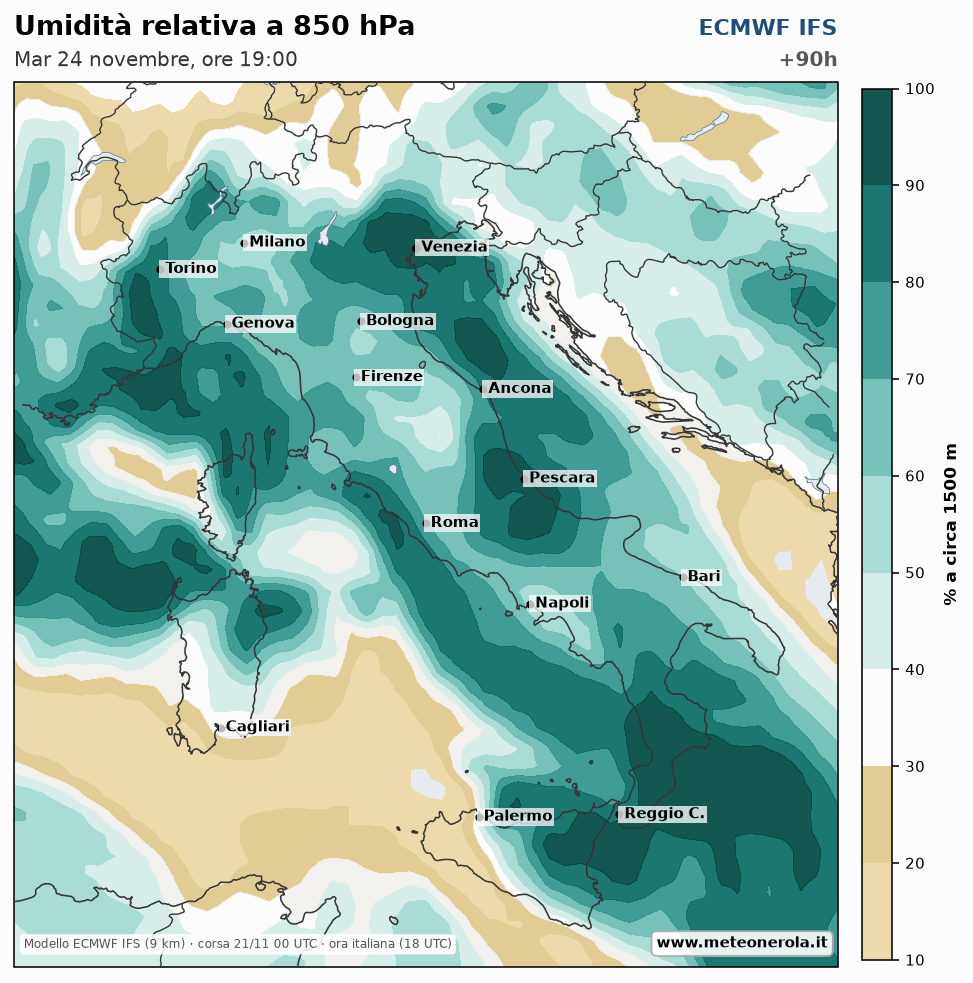 Umidità relativa a 850 hPa
ECMWF IFS
Mar 24 novembre, ore 19:00
+90h
100
90
80
70
60
50
40
30
20
10
% a circa 1500 m
Milano
Venezia
Torino
Genova
Bologna
Firenze
Ancona
Pescara
Roma
Bari
Napoli
Cagliari
Palermo
Reggio C.
Modello ECMWF IFS (9 km) · corsa 21/11 00 UTC · ora italiana (18 UTC)
www.meteonerola.it